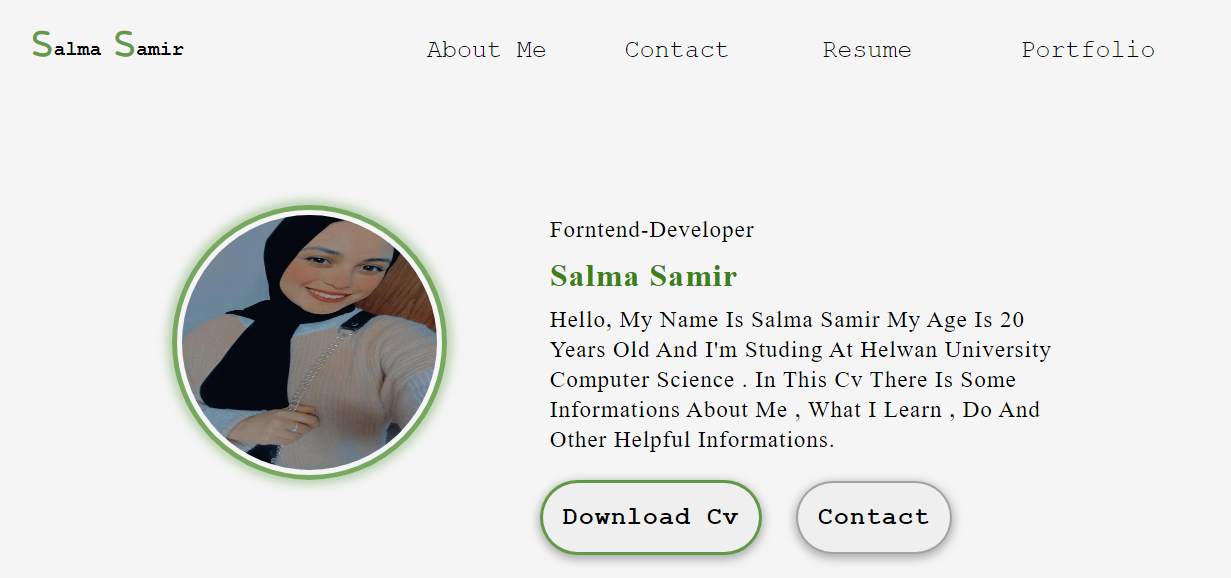 Salma Samir
About Me Contact Resume Portfolio
Forntend-Developer
Salma Samir
Hello, My Name Is Salma Samir My Age Is 20
Years Old And I'm Studing At Helwan University
Computer Science . In This Cv There Is Some
Informations About Me , What I Learn , Do And
Other Helpful Informations.
Download Cv
Contact